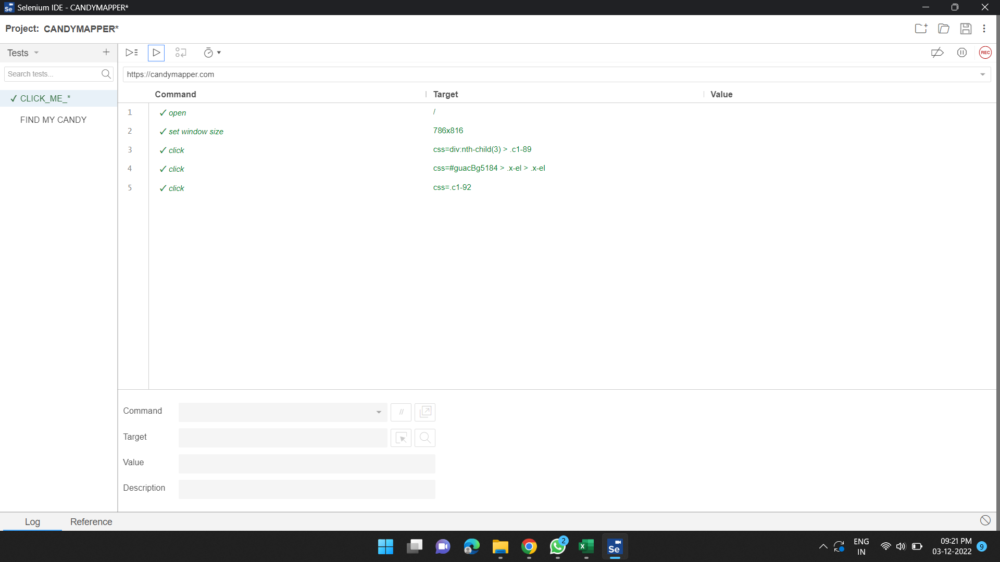 Selenium IDE - CANDYMAPPER*
Project: CANDYMAPPER*
Tests
REC
Search tests...
https://candymapper.com
Command Target Value
✓ CLICK_ME_*
FIND MY CANDY
1 ✓ open /
2 ✓ set window size 786x816
3 ✓ click css=div:nth-child(3) > .c1-89
4 ✓ click css=#guacBg5184 > .x-el > .x-el
5 ✓ click css=.c1-92
Command //
Target
Value
Description
Log Reference
2
Se
ENG
IN
09:21 PM
03-12-2022
9